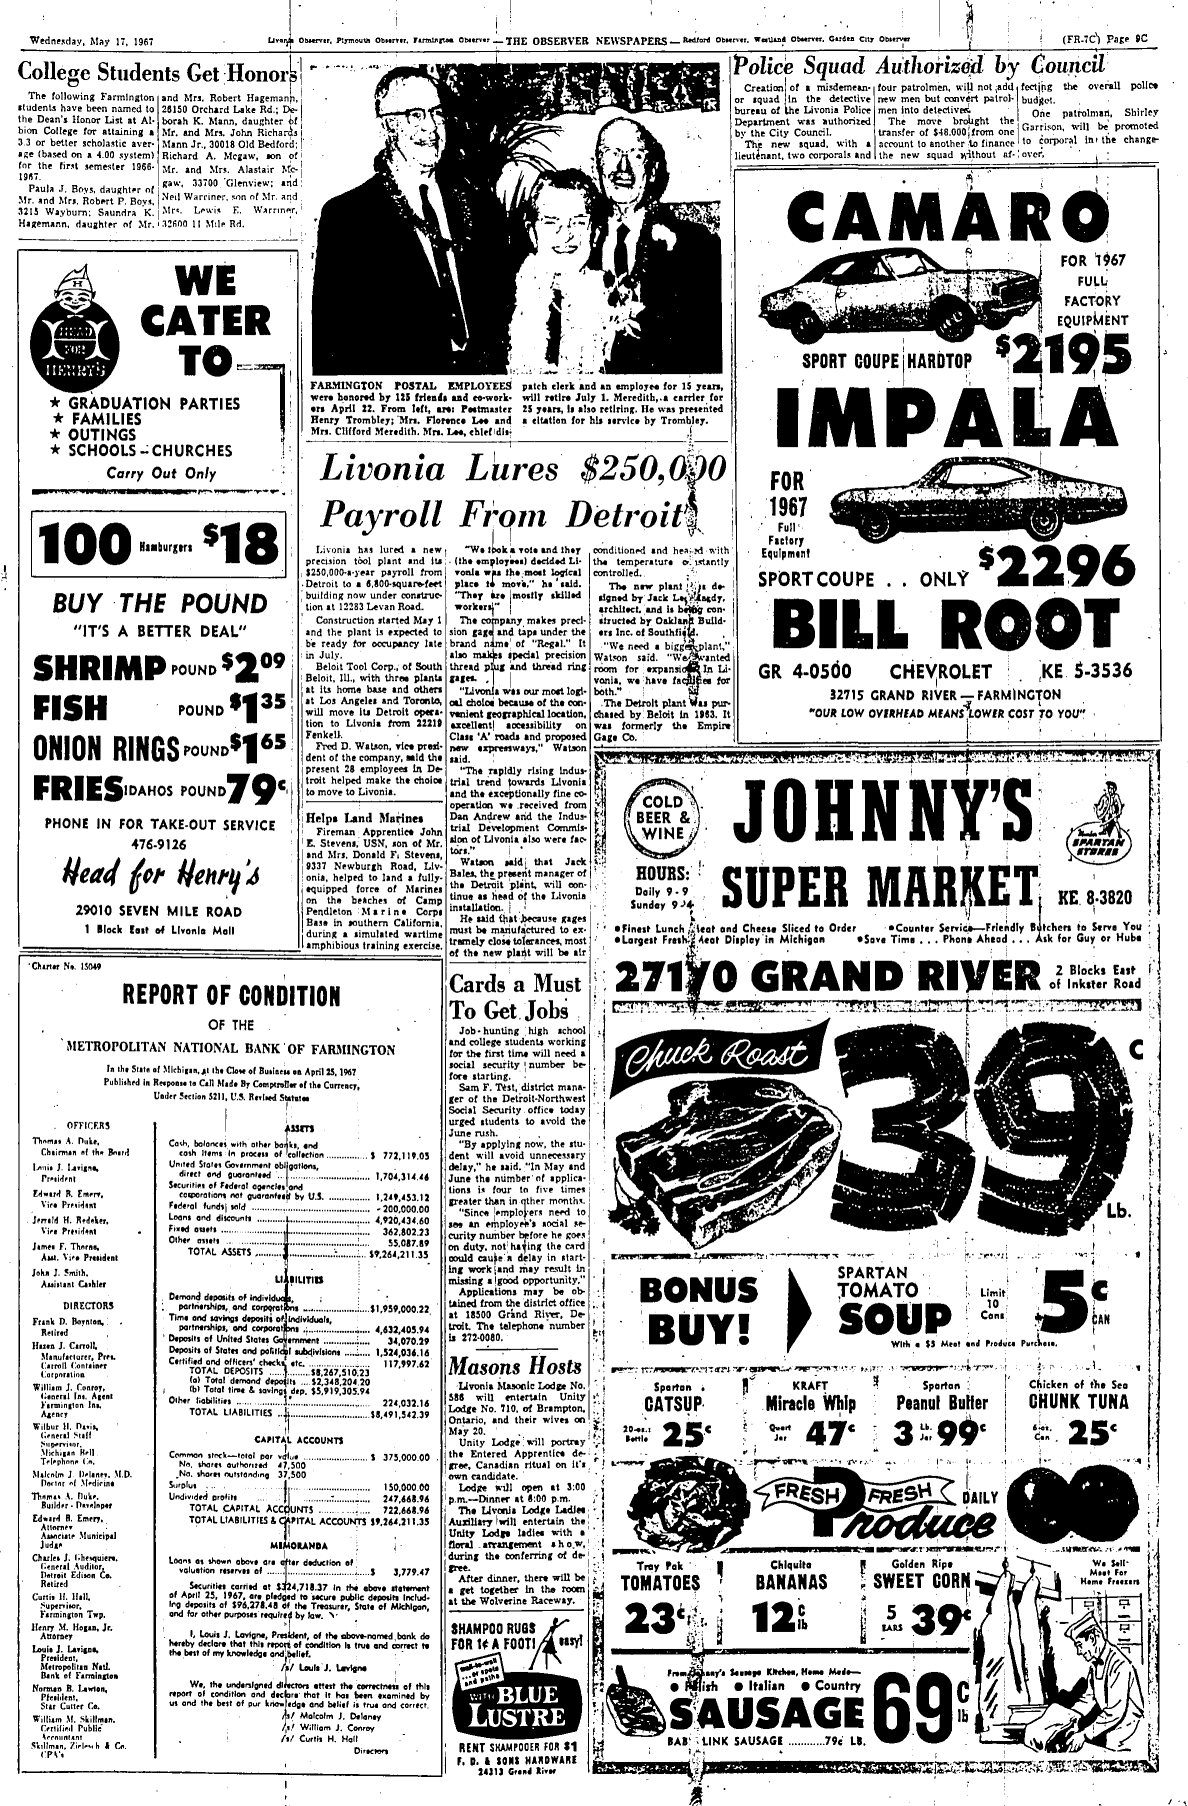 Wednesday, May 17, 1967
Livonia Observer, Plymouth Observer, Farmington Observer — THE OBSERVER NEWSPAPERS — Redford Observer, Westland Observer, Garden City Observer
(FR-7C) Page 9C
College Students Get Honors
The following Farmington
students have been named to
the Dean's Honor List at Al-
bion College for attaining a
3.3 or better scholastic aver-
age (based on a 4.00 system)
for the first semester 1966-
1967.
Paula J. Boys, daughter of
Mr. and Mrs. Robert P. Boys,
3215 Wayburn; Saundra K.
Hagemann, daughter of Mr.
and Mrs. Robert Hagemann,
28150 Orchard Lake Rd.; De-
borah K. Mann, daughter of
Mr. and Mrs. John Richards
Mann Jr., 30018 Old Bedford;
Richard A. Mcgaw, son of
Mr. and Mrs. Alastair Mc-
gaw, 33700 Glenview; and
Neil Warriner, son of Mr. and
Mrs. Lewis E. Warriner,
32600 11 Mile Rd.
WE
CATER
TO
HEAD
FOR
HENRY'S
★ GRADUATION PARTIES
★ FAMILIES
★ OUTINGS
★ SCHOOLS – CHURCHES
Carry Out Only
100 Hamburgers $18
BUY THE POUND
"IT'S A BETTER DEAL"
SHRIMP POUND $2.09
FISH POUND $1.35
ONION RINGS POUND $1.65
FRIES IDAHOS POUND 79¢
PHONE IN FOR TAKE-OUT SERVICE
476-9126
Head for Henry's
29010 SEVEN MILE ROAD
1 Block East of Livonia Mall
FARMINGTON POSTAL EMPLOYEES
were honored by 125 friends and co-work-
ers April 22. From left, are: Postmaster
Henry Trombley; Mrs. Florence Lee and
Mrs. Clifford Meredith. Mrs. Lee, chief dis-
patch clerk and an employee for 15 years,
will retire July 1. Meredith, a carrier for
25 years, is also retiring. He was presented
a citation for his service by Trombley.
Livonia Lures $250,000
Payroll From Detroit
Livonia has lured a new
precision tool plant and its
$250,000-a-year payroll from
Detroit to a 6,800-square-feet
building now under construc-
tion at 12283 Levan Road.
Construction started May 1
and the plant is expected to
be ready for occupancy late
in July.
Beloit Tool Corp., of South
Beloit, Ill., with three plants
at its home base and others
at Los Angeles and Toronto,
will move its Detroit opera-
tion to Livonia from 22219
Fenkell.
Fred D. Watson, vice presi-
dent of the company, said the
present 28 employees in De-
troit helped make the choice
to move to Livonia.
"We took a vote and they
(the employees) decided Li-
vonia was the most logical
place to move," he said.
"They are mostly skilled
workers."
The company makes preci-
sion gage and taps under the
brand name of "Regal." It
also makes special precision
thread plug and thread ring
gages.
"Livonia was our most logi-
cal choice because of the con-
venient geographical location,
excellent accessibility on
Class 'A' roads and proposed
new expressways," Watson
said.
"The rapidly rising indus-
trial trend towards Livonia
and the exceptionally fine co-
operation we received from
Dan Andrew and the Indus-
trial Development Commis-
sion of Livonia also were fac-
tors."
Watson said that Jack
Bales, the present manager of
the Detroit plant, will con-
tinue as head of the Livonia
installation.
He said that because gages
must be manufactured to ex-
tremely close tolerances, most
of the new plant will be air
conditioned and heated with
the temperature constantly
controlled.
The new plant is de-
signed by Jack Lee
architect, and is being con-
structed by Oakland Build-
ers Inc. of Southfield.
"We need a bigger plant,"
Watson said. "We wanted
room for expansion. In Li-
vonia, we have facilities for
both."
The Detroit plant was pur-
chased by Beloit in 1963. It
was formerly the Empire
Gage Co.
Helps Land Marines
Fireman Apprentice John
E. Stevens, USN, son of Mr.
and Mrs. Donald F. Stevens,
9337 Newburgh Road, Liv-
onia, helped to land a fully-
equipped force of Marines
on the beaches of Camp
Pendleton Marine Corps
Base in southern California,
during a simulated wartime
amphibious training exercise.
Police Squad Authorized by Council
Creation of a misdemean-
or squad in the detective
bureau of the Livonia Police
Department was authorized
by the City Council.
The new squad, with a
lieutenant, two corporals and
four patrolmen, will not add
new men but convert patrol-
men into detectives.
The move brought the
transfer of $48,000 from one
account to another to finance
the new squad without af-
fecting the overall police
budget.
One patrolman, Shirley
Garrison, will be promoted
to corporal in the change-
over.
CAMARO
FOR 1967
FULL
FACTORY
EQUIPMENT
SPORT COUPE HARDTOP $2195
IMPALA
FOR
1967
Full
Factory
Equipment
SPORT COUPE . . ONLY $2296
BILL ROOT
GR 4-0500 CHEVROLET KE 5-3536
32715 GRAND RIVER — FARMINGTON
"OUR LOW OVERHEAD MEANS LOWER COST TO YOU"
COLD
BEER &
WINE
HOURS:
Daily 9-9
Sunday 9-4
JOHNNY'S
SUPER MARKET
SPARTAN
STORES
KE. 8-3820
•Finest Lunch Meat and Cheese Sliced to Order •Counter Service—Friendly Butchers to Serve You
•Largest Fresh Meat Display in Michigan •Save Time . . . Phone Ahead . . . Ask for Guy or Hubs
27170 GRAND RIVER 2 Blocks East
of Inkster Road
Chuck Roast
39¢
Lb.
BONUS
BUY!
SPARTAN
TOMATO
SOUP
Limit
10
Cans
5¢
CAN
With a $5 Meat and Produce Purchase.
Spartan
CATSUP
20-oz.
Bottle 25¢
KRAFT
Miracle Whip
Quart
Jar 47¢
Spartan
Peanut Butter
3 Lb.
Jar 99¢
Chicken of the Sea
CHUNK TUNA
6-oz.
Can 25¢
FRESH FRESH DAILY
Produce
Tray Pak
TOMATOES
23¢
Chiquita
BANANAS
12¢ lb
Golden Ripe
SWEET CORN
5
EARS 39¢
We Sell
Meat For
Home Freezers
From Johnny's Sausage Kitchen, Home Made—
• Polish • Italian • Country
SAUSAGE 69¢ lb
BABY LINK SAUSAGE ..........79¢ LB.
Charter No. 15049
REPORT OF CONDITION
OF THE
METROPOLITAN NATIONAL BANK OF FARMINGTON
In the State of Michigan, at the Close of Business on April 25, 1967
Published in Response to Call Made By Comptroller of the Currency,
Under Section 5211, U.S. Revised Statutes
OFFICERS
Thomas A. Duke,
Chairman of the Board
Louis J. Lavigne,
President
Edward B. Emery,
Vice President
Jerrold H. Redeker,
Vice President
James F. Thorne,
Asst. Vice President
John J. Smith,
Assistant Cashier
DIRECTORS
Frank D. Boynton,
Retired
Hazen J. Carroll,
Manufacturer, Pres.
Carroll Container
Corporation
William J. Conroy,
General Ins. Agent
Farmington Ins.
Agency
Wilbur H. Davis,
General Staff
Supervisor,
Michigan Bell
Telephone Co.
Malcolm J. Delaney, M.D.
Doctor of Medicine
Thomas A. Duke,
Builder - Developer
Edward B. Emery,
Attorney
Associate Municipal
Judge
Charles J. Ghesquiere,
General Auditor,
Detroit Edison Co.
Retired
Curtis H. Hall,
Supervisor,
Farmington Twp.
Henry M. Hogan, Jr.
Attorney
Louis J. Lavigne,
President,
Metropolitan Natl.
Bank of Farmington
Norman B. Lawton,
President,
Star Cutter Co.
William M. Skillman,
Certified Public
Accountant
Skillman, Zielesch & Co.
CPA's
ASSETS
Cash, balances with other banks, and
cash items in process of collection ............ $ 772,119.05
United States Government obligations,
direct and guaranteed ............ 1,704,314.46
Securities of Federal agencies and
corporations not guaranteed by U.S. ............ 1,249,453.12
Federal funds sold ............ 200,000.00
Loans and discounts ............ 4,920,434.60
Fixed assets ............ 362,802.23
Other assets ............ 55,087.89
TOTAL ASSETS ............ $9,264,211.35
LIABILITIES
Demand deposits of individuals,
partnerships, and corporations ............ $1,959,000.22
Time and savings deposits of individuals,
partnerships, and corporations ............ 4,632,405.94
Deposits of United States Government ............ 34,070.29
Deposits of States and political subdivisions ............ 1,524,036.16
Certified and officers' checks, etc. ............ 117,997.62
TOTAL DEPOSITS ............ $8,267,510.23
(a) Total demand deposits .... $2,348,204.20
(b) Total time & savings dep. $5,919,305.94
Other liabilities ............ 224,032.16
TOTAL LIABILITIES ............ $8,491,542.39
CAPITAL ACCOUNTS
Common stock—total par value ............ $ 375,000.00
No. shares authorized 47,500
No. shares outstanding 37,500
Surplus ............ 150,000.00
Undivided profits ............ 247,668.96
TOTAL CAPITAL ACCOUNTS ............ 722,668.96
TOTAL LIABILITIES & CAPITAL ACCOUNTS $9,264,211.35
MEMORANDA
Loans as shown above are after deduction of
valuation reserves of ............ $ 3,779.47
Securities carried at $324,718.37 in the above statement
of April 25, 1967, are pledged to secure public deposits includ-
ing deposits of $96,278.48 of the Treasurer, State of Michigan,
and for other purposes required by law.
I, Louis J. Lavigne, President, of the above-named bank do
hereby declare that this report of condition is true and correct to
the best of my knowledge and belief.
/s/ Louis J. Lavigne
We, the undersigned directors attest the correctness of this
report of condition and declare that it has been examined by
us and the best of our knowledge and belief is true and correct.
/s/ Malcolm J. Delaney
/s/ William J. Conroy
/s/ Curtis H. Hall
Directors
Cards a Must
To Get Jobs
Job-hunting high school
and college students working
for the first time will need a
social security number be-
fore starting.
Sam F. Test, district mana-
ger of the Detroit-Northwest
Social Security office today
urged students to avoid the
June rush.
"By applying now, the stu-
dent will avoid unnecessary
delay," he said. "In May and
June the number of applica-
tions is four to five times
greater than in other months.
"Since employers need to
see an employee's social se-
curity number before he goes
on duty, not having the card
could cause a delay in start-
ing work and may result in
missing a good opportunity."
Applications may be ob-
tained from the district office
at 18500 Grand River, De-
troit. The telephone number
is 272-0080.
Masons Hosts
Livonia Masonic Lodge No.
586 will entertain Unity
Lodge No. 710, of Brampton,
Ontario, and their wives on
May 20.
Unity Lodge will portray
the Entered Apprentice de-
gree, Canadian ritual on it's
own candidate.
Lodge will open at 3:00
p.m.—Dinner at 6:00 p.m.
The Livonia Lodge Ladies
Auxiliary will entertain the
Unity Lodge ladies with a
floral arrangement show,
during the conferring of de-
gree.
After dinner, there will be
a get together in the room
at the Wolverine Raceway.
SHAMPOO RUGS
FOR 1¢ A FOOT! easy!
wall-to-wall
... or spots
and paths
WITH BLUE
LUSTRE
RENT SHAMPOOER FOR $1
F. D. & SONS HARDWARE
24313 Grand River